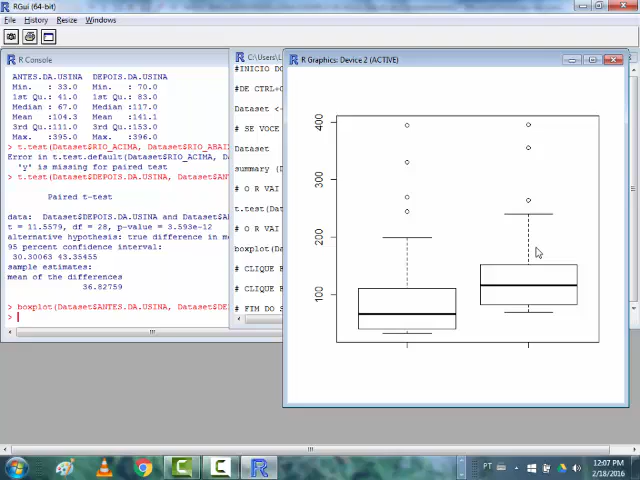 RGui (64-bit)
File History Resize Windows
R Console
ANTES.DA.USINA DEPOIS.DA.USINA
Min. : 33.0 Min. : 70.0
1st Qu.: 41.0 1st Qu.: 83.0
Median : 67.0 Median :117.0
Mean :104.3 Mean :141.1
3rd Qu.:111.0 3rd Qu.:153.0
Max. :395.0 Max. :396.0
> t.test(Dataset$RIO_ACIMA, Dataset$RIO_ABAI
Error in t.test.default(Dataset$RIO_ACIMA, D
'y' is missing for paired test
> t.test(Dataset$DEPOIS.DA.USINA, Dataset$AN
Paired t-test
data: Dataset$DEPOIS.DA.USINA and Dataset$A
t = 11.5579, df = 28, p-value = 3.593e-12
alternative hypothesis: true difference in m
95 percent confidence interval:
30.30063 43.35455
sample estimates:
mean of the differences
36.82759
> boxplot(Dataset$ANTES.DA.USINA, Dataset$DE
>
C:\Users\L
#INICIO DO
#DE CTRL+
Dataset <-
# SE VOCE
Dataset
summary (D
# O R VAI
t.test(Dat
# O R VAI
boxplot(Da
# CLIQUE B
# CLIQUE B
# FIM DO S
R Graphics: Device 2 (ACTIVE)
400
300
200
100
PT
12:07 PM
2/18/2016